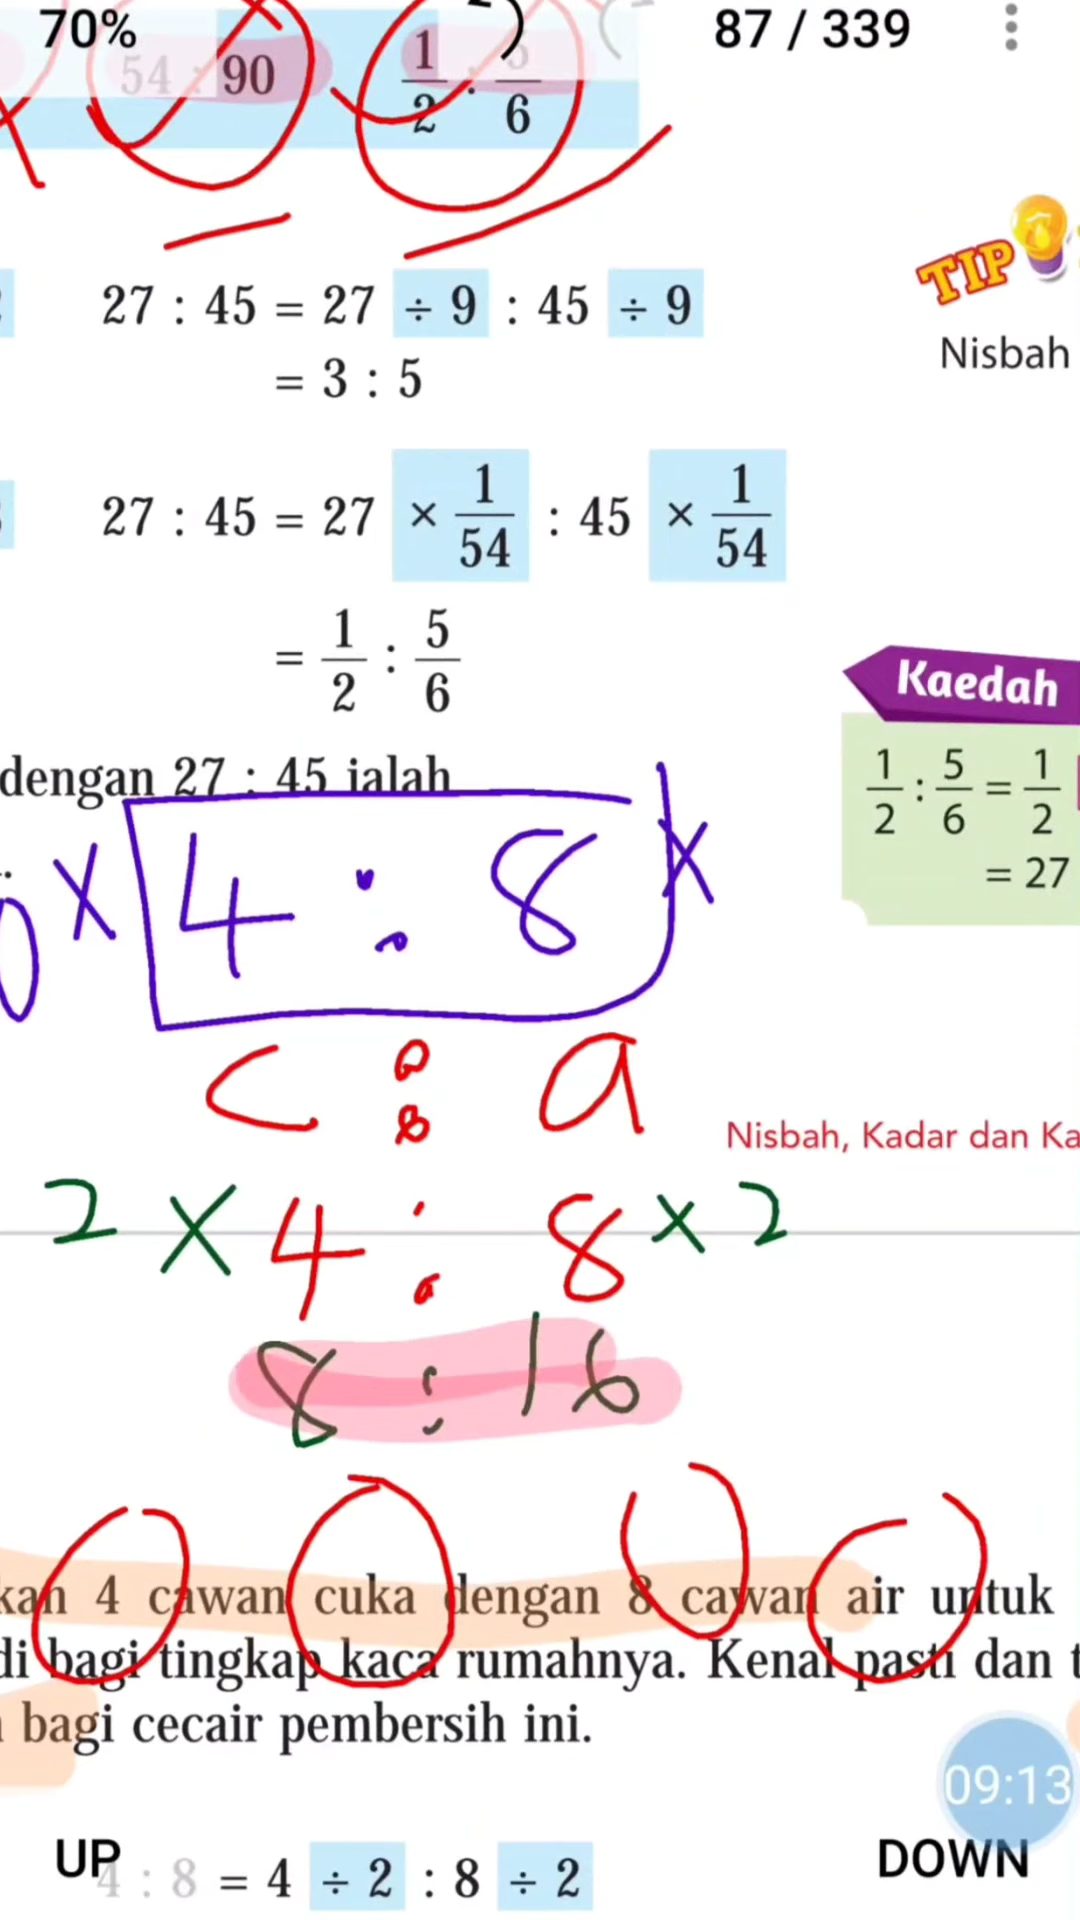 70%
87 / 339
54 : 90
1/2 : 5/6
TIP
27 : 45 = 27 ÷ 9 : 45 ÷ 9
= 3 : 5
Nisbah
27 : 45 = 27 × 1/54 : 45 × 1/54
= 1/2 : 5/6
Kaedah
1/2 : 5/6 = 1/2
= 27
dengan 27 : 45 ialah
× 4 : 8 ×
c : a
Nisbah, Kadar dan Ka
2 × 4 : 8 × 2
8 : 16
kan 4 cawan cuka dengan 8 cawan air untuk
di bagi tingkap kaca rumahnya. Kenal pasti dan t
bagi cecair pembersih ini.
09:13
UP
DOWN
4 : 8 = 4 ÷ 2 : 8 ÷ 2